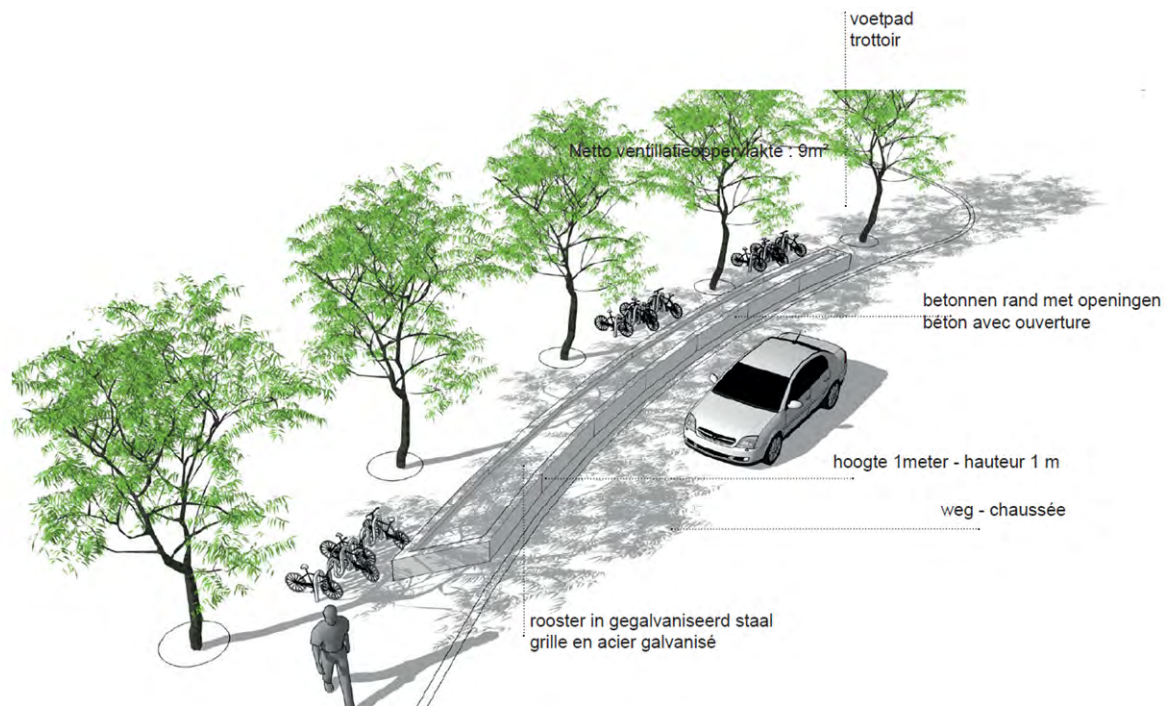 voetpad
trottoir
Netto ventillatieoppervlakte : 9m²
betonnen rand met openingen
béton avec ouverture
hoogte 1meter - hauteur 1 m
weg - chaussée
rooster in gegalvaniseerd staal
grille en acier galvanisé